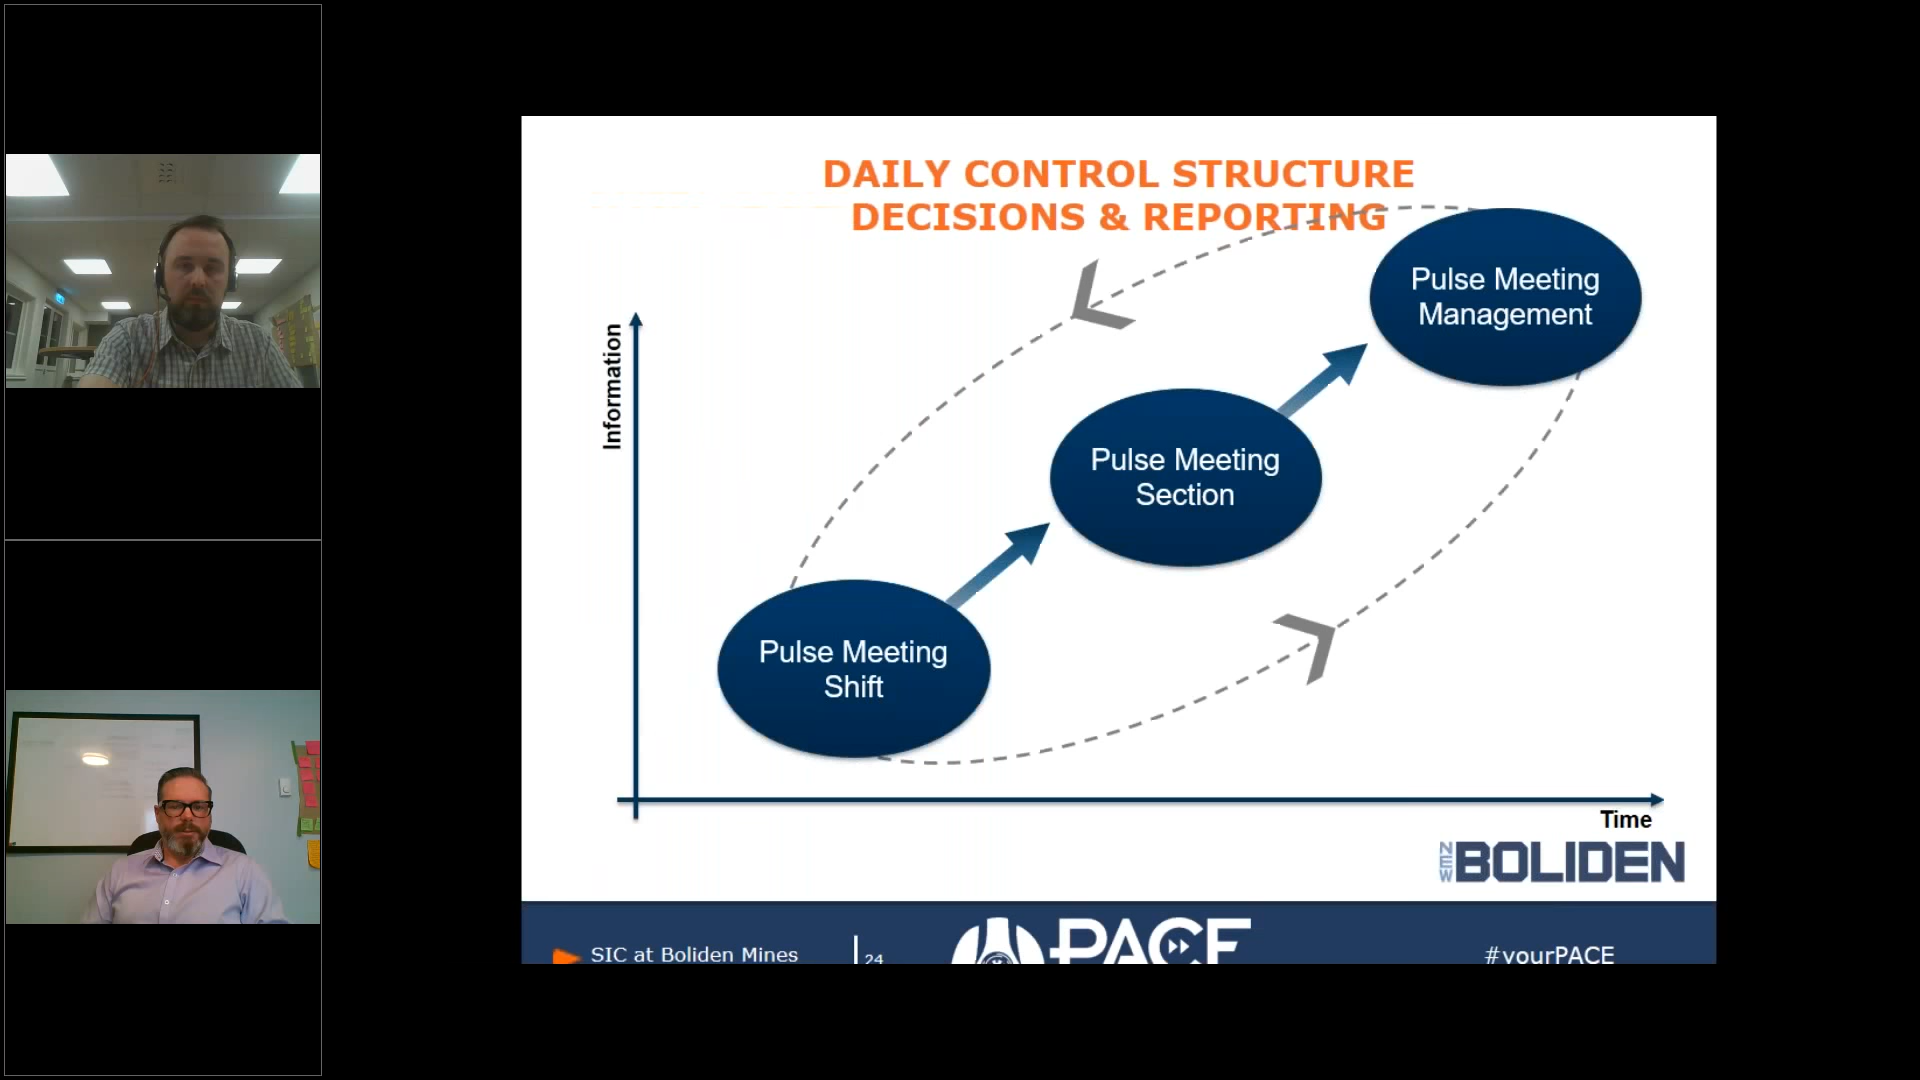 DAILY CONTROL STRUCTURE
DECISIONS & REPORTING
Pulse Meeting
Management
Information
Pulse Meeting
Section
Pulse Meeting
Shift
Time
NEW
BOLIDEN
SIC at Boliden Mines
24
PACE
#yourPACE